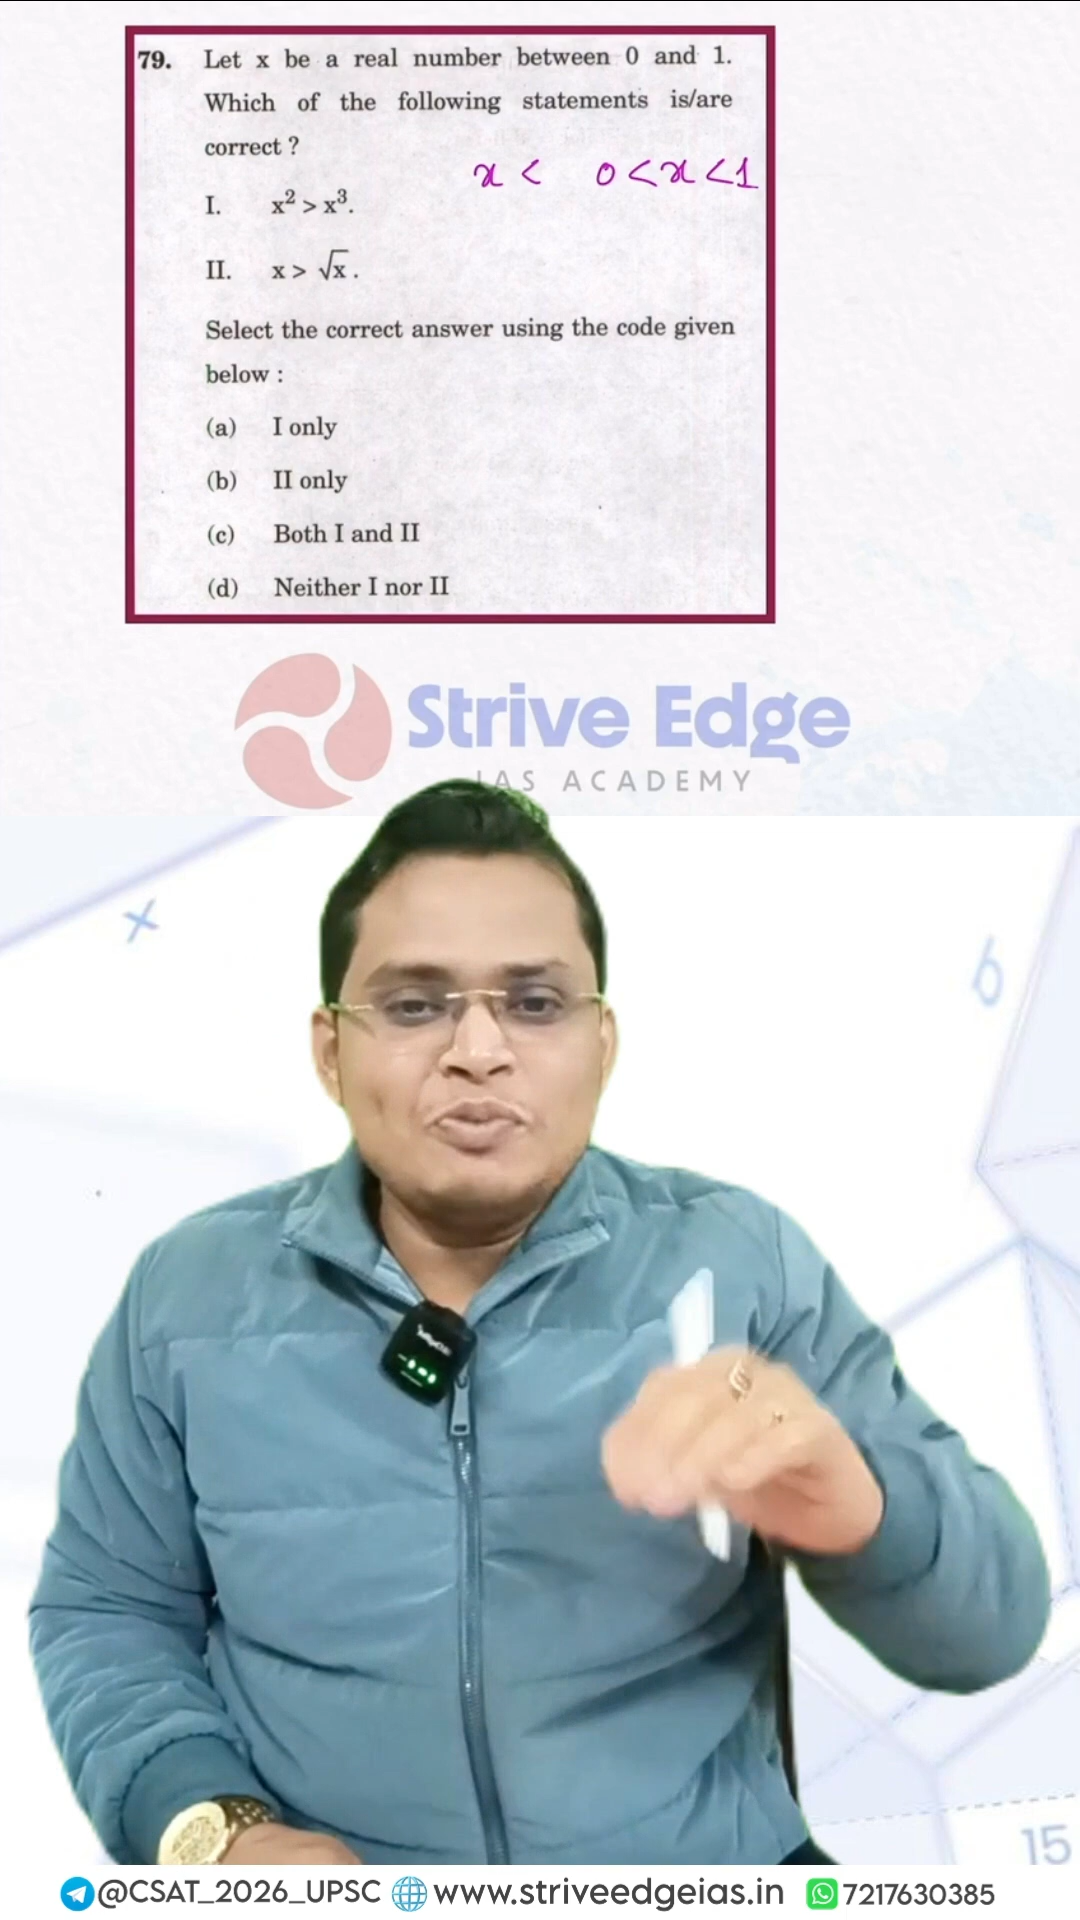 79. Let x be a real number between 0 and 1.
Which of the following statements is/are
correct ?
x < 0<x<1
I. x² > x³.
II. x > √x .
Select the correct answer using the code given
below :
(a) I only
(b) II only
(c) Both I and II
(d) Neither I nor II
Strive Edge
IAS ACADEMY
x
6
15
@CSAT_2026_UPSC www.striveedgeias.in 7217630385